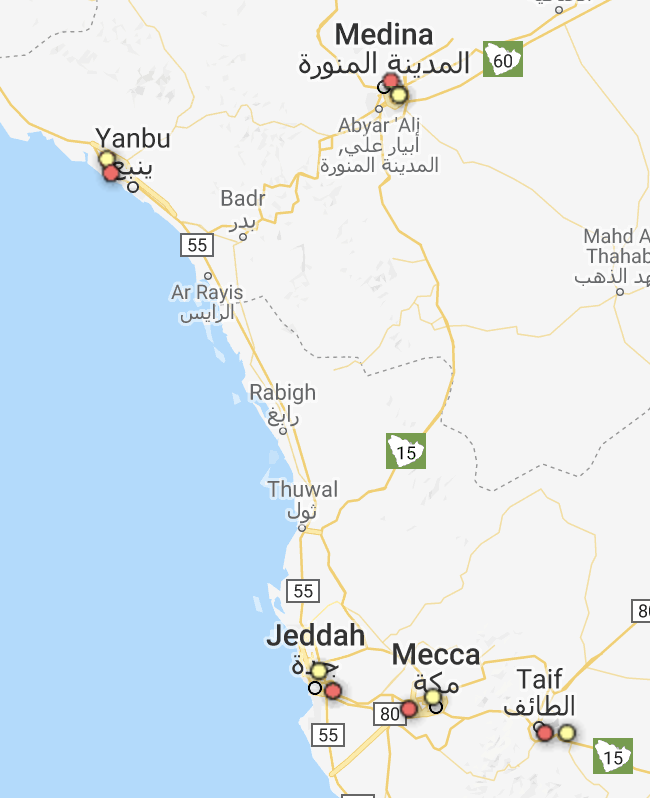 Medina
المدينة المنورة
60
Abyar 'Ali
أبيار علي,
المدينة المنورة
Yanbu
ينبع
Badr
بدر
55
Mahd A
Thahab
هد الذهب
Ar Rayis
الرايس
Rabigh
رابغ
15
Thuwal
ثول
55
80
Jeddah
جدة
Mecca
مكة
Taif
الطائف
80
55
15